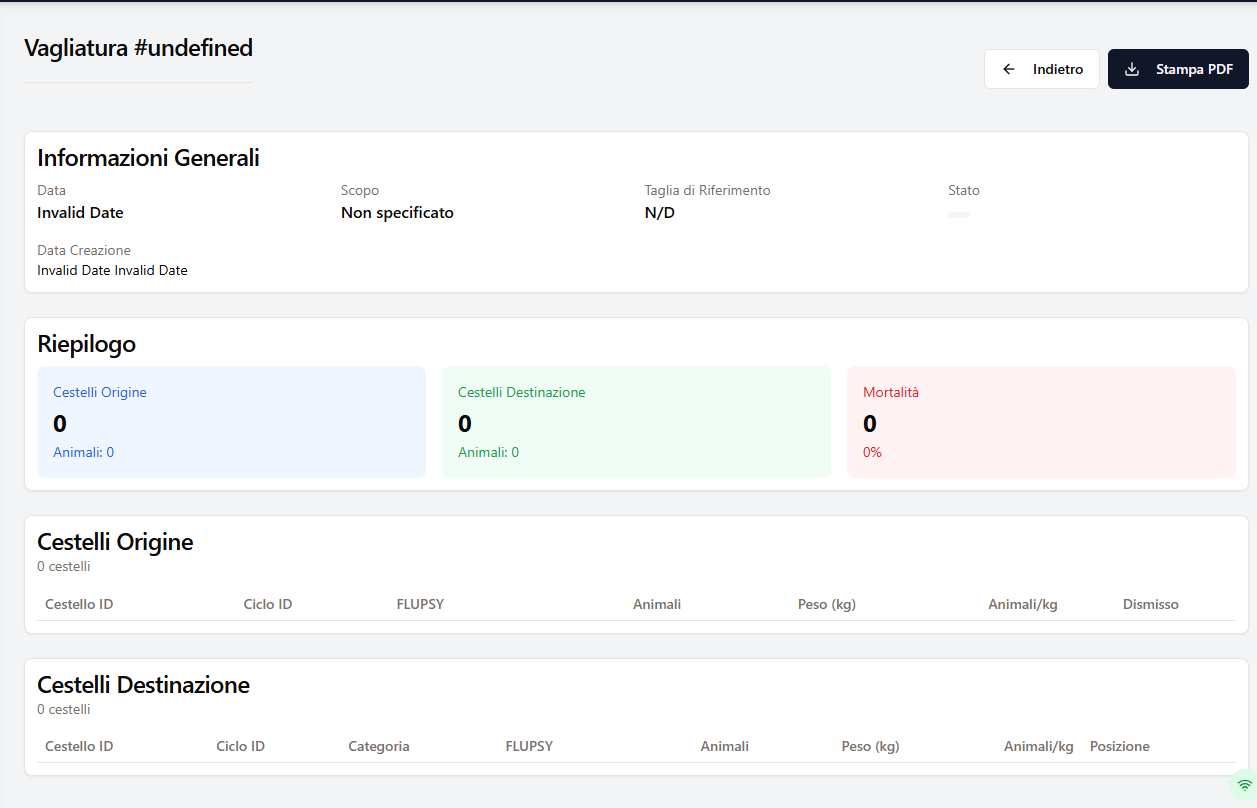 Vagliatura #undefined
Indietro
Stampa PDF
Informazioni Generali
Data
Scopo
Taglia di Riferimento
Stato
Invalid Date
Non specificato
N/D
Data Creazione
Invalid Date Invalid Date
Riepilogo
Cestelli Origine
0
Animali: 0
Cestelli Destinazione
0
Animali: 0
Mortalità
0
0%
Cestelli Origine
0 cestelli
Cestello ID Ciclo ID FLUPSY Animali Peso (kg) Animali/kg Dismisso
Cestelli Destinazione
0 cestelli
Cestello ID Ciclo ID Categoria FLUPSY Animali Peso (kg) Animali/kg Posizione